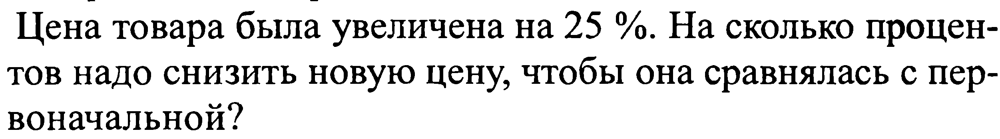 Цена товара была увеличена на 25 %. На сколько процен-
тов надо снизить новую цену, чтобы она сравнялась с пер-
воначальной?